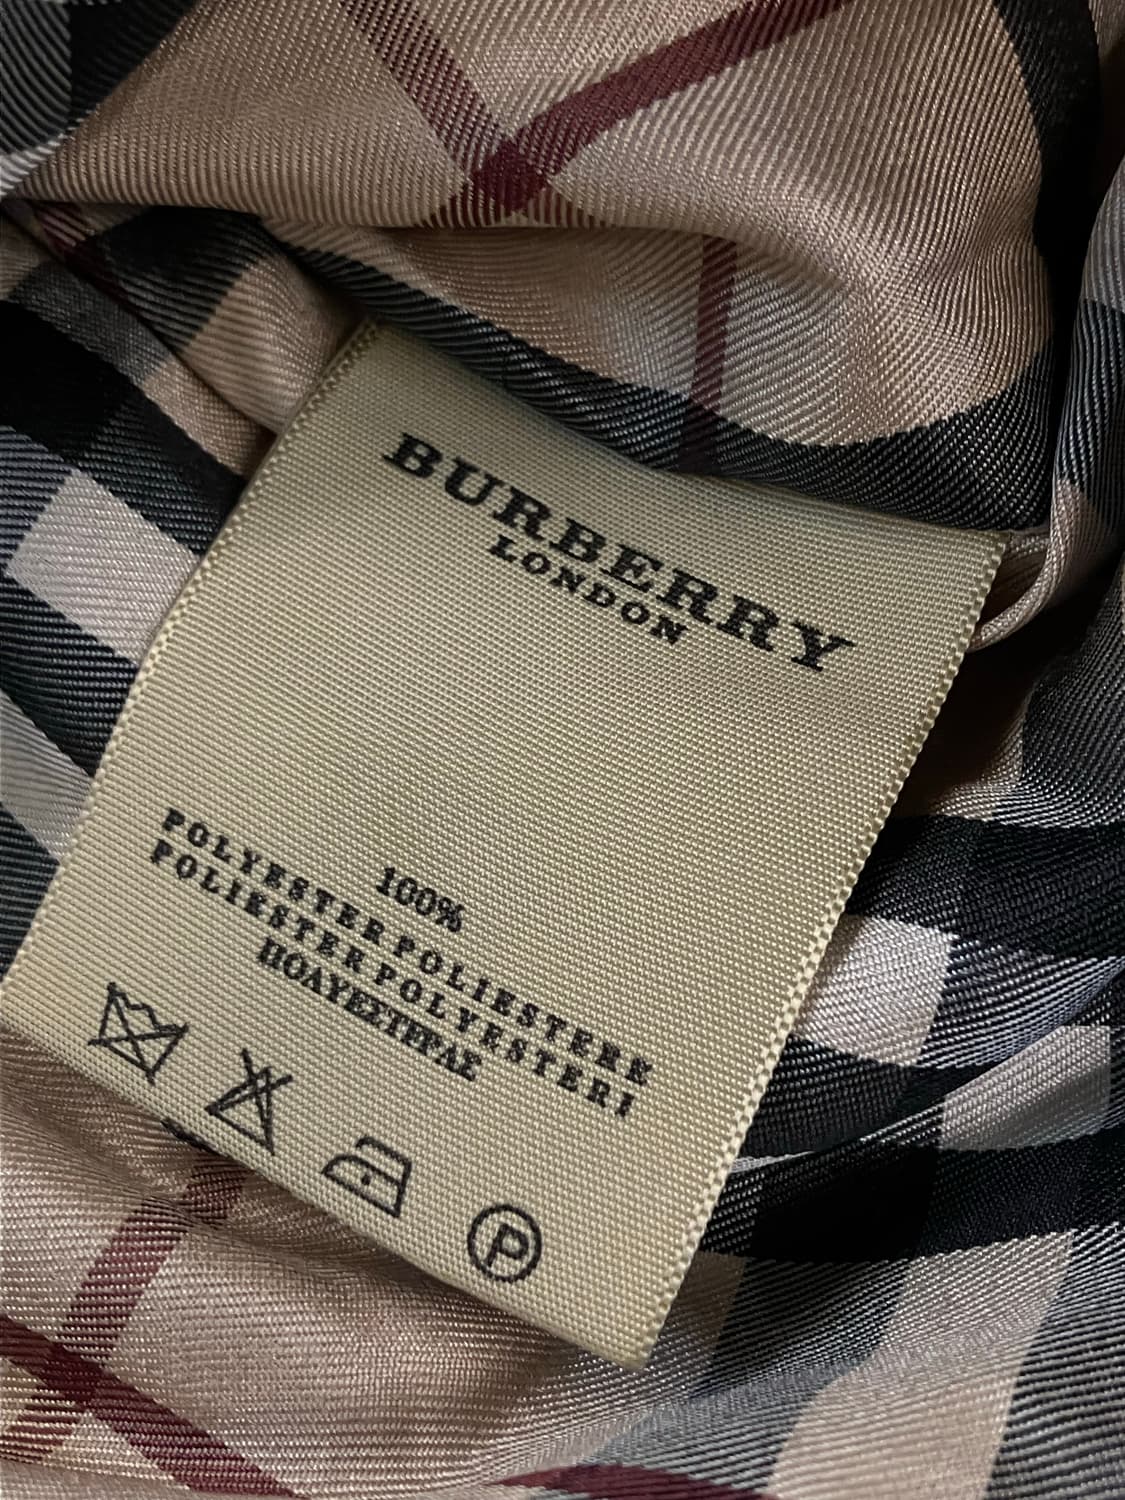 BURBERRY
LONDON
100%
POLYESTER POLIESTERE
POLIESTER POLYESTERI
ΠΟΛΥΕΣΤΕΡΑΣ
P